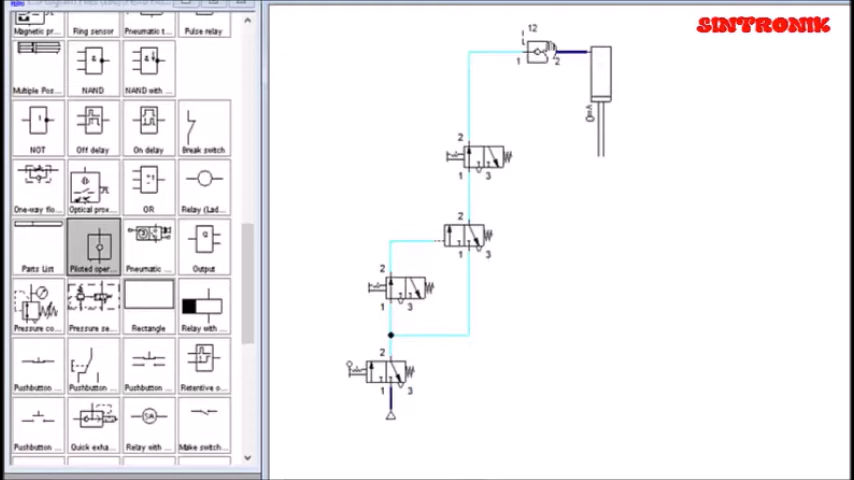 SINTRONIK
Magnetic pr... Ring sensor Pneumatic t... Pulse relay
Multiple Pos... NAND NAND with ...
NOT Off delay On delay Break switch
One-way flo... Optical prox... OR Relay (Lad...
Parts List Piloted oper... Pneumatic ... Output
Pressure co... Pressure se... Rectangle Relay with ...
Pushbutton ... Pushbutton ... Pushbutton ... Retentive o...
Pushbutton ... Quick exha... Relay with ... Make switch...
12
1 2
2
1 3
2
1 3
2
1 3
2
1 3